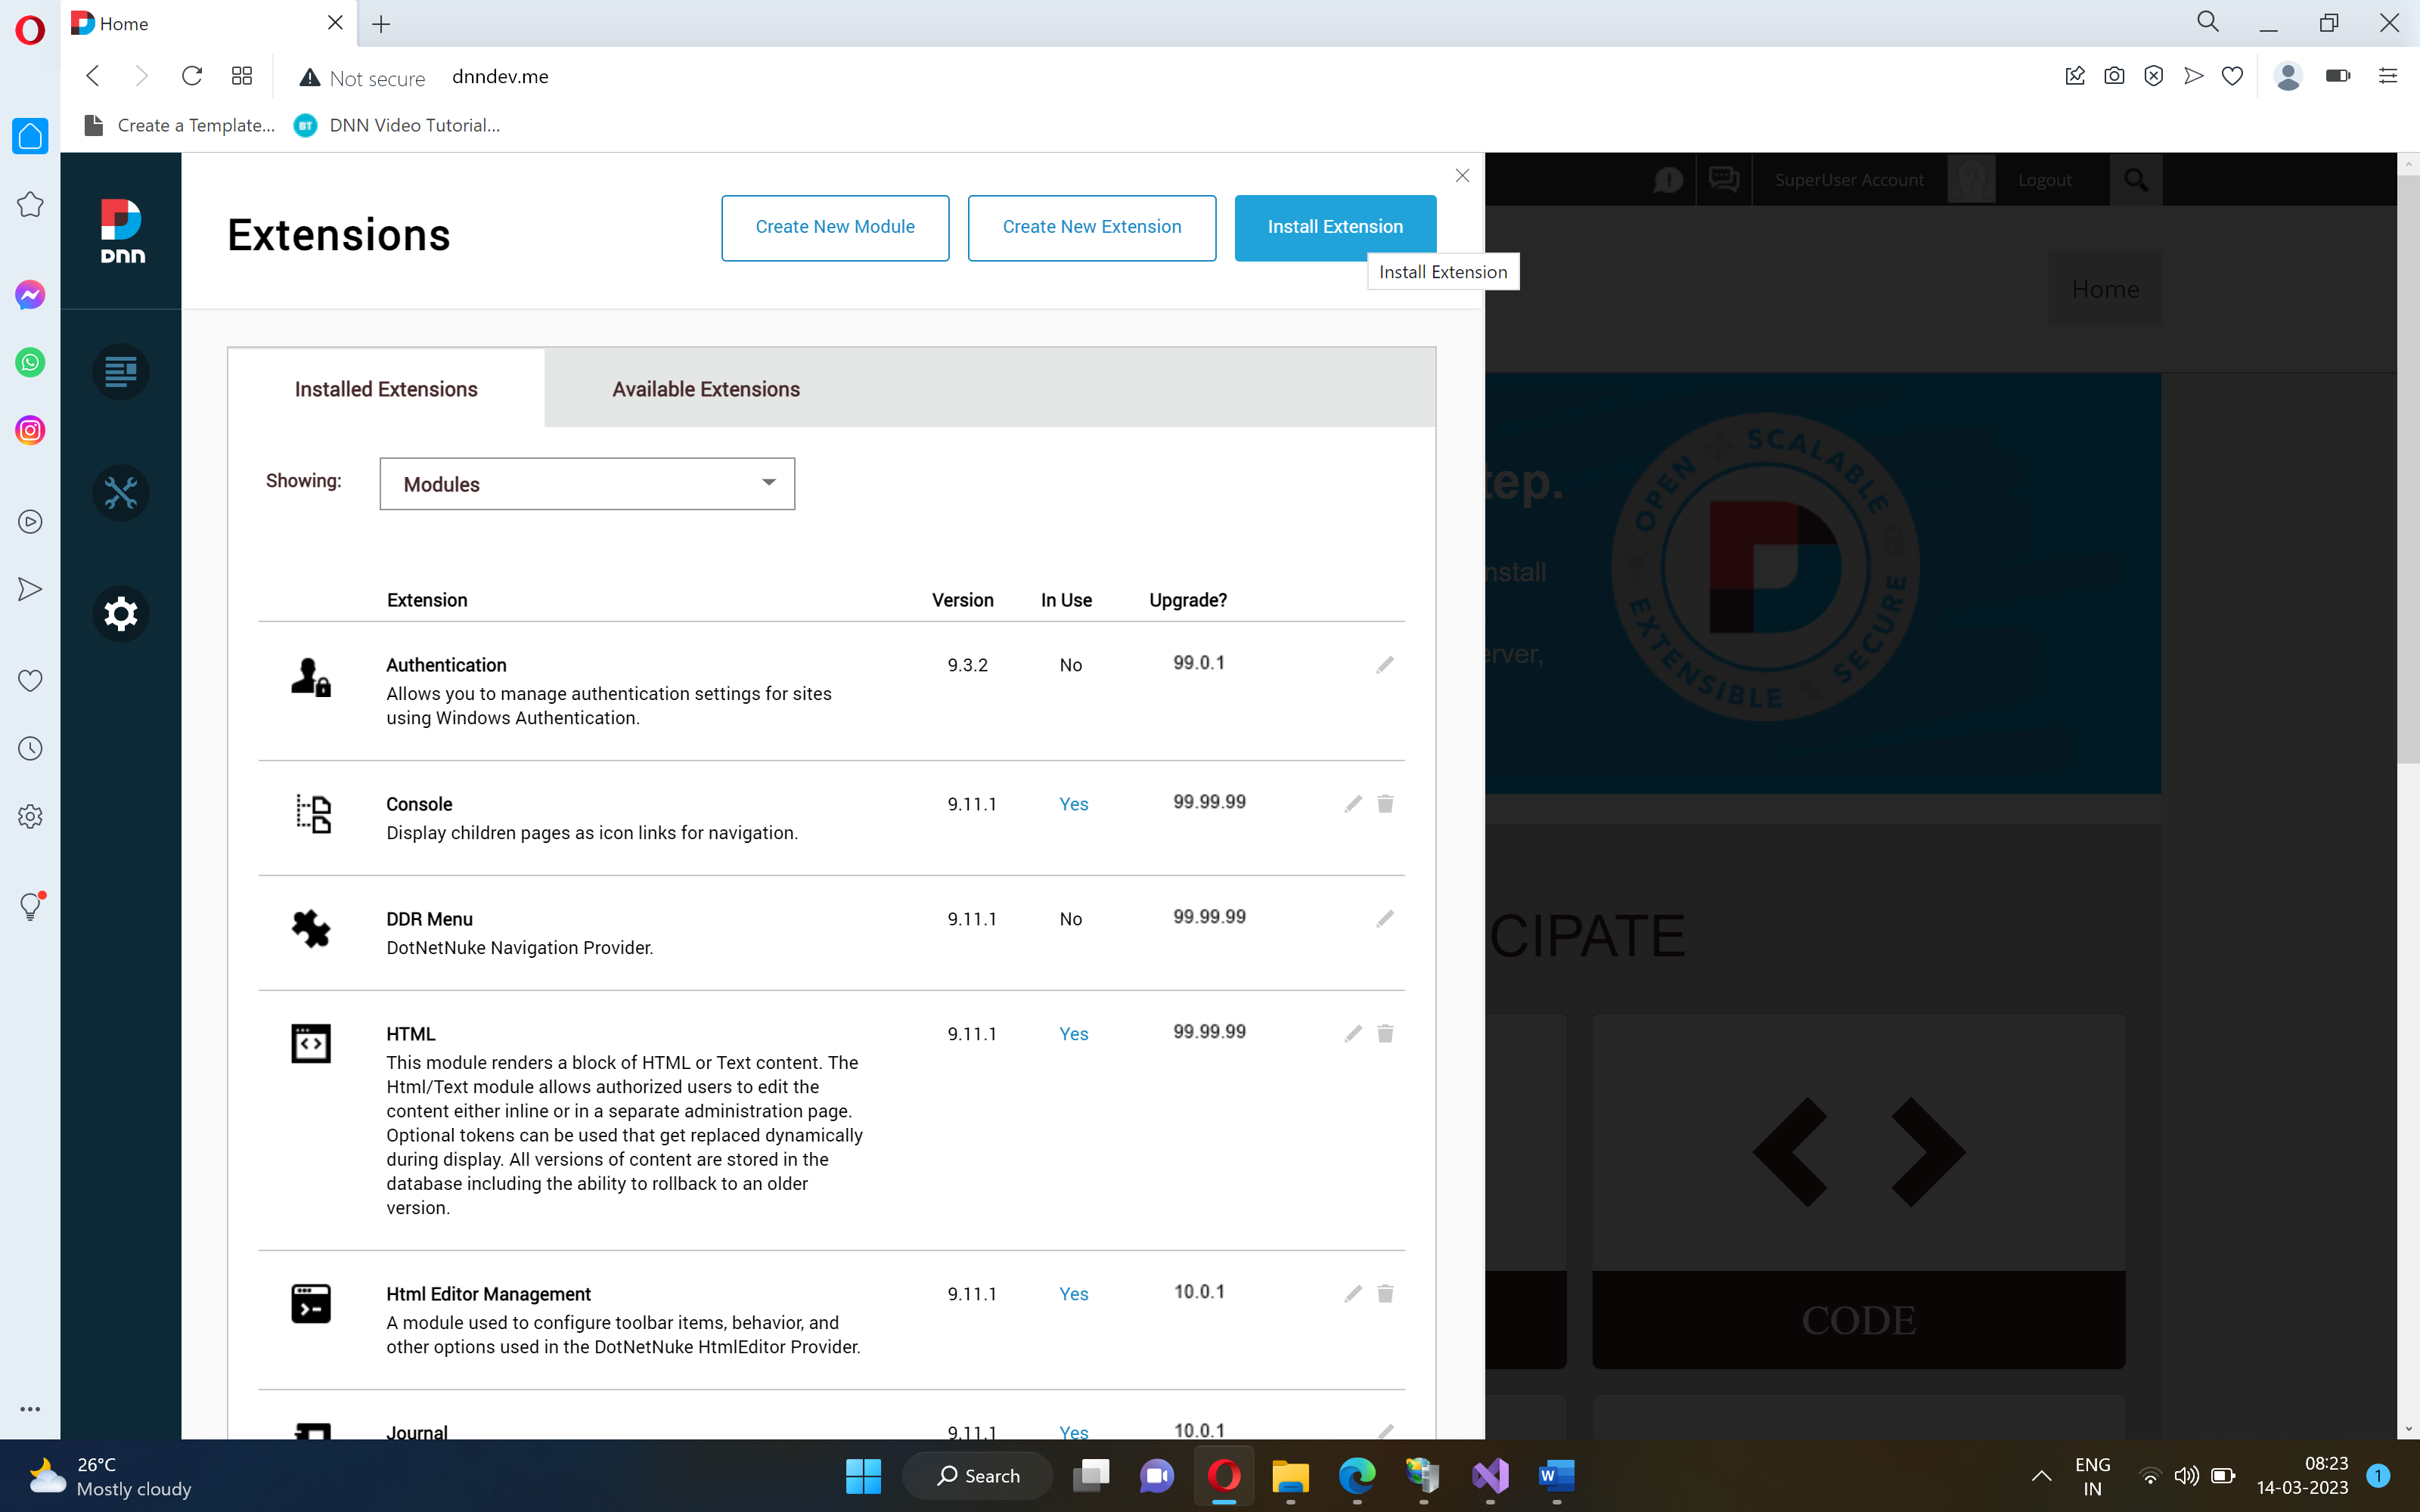 Home
Not secure dnndev.me
Create a Template...
BT DNN Video Tutorial...
DNN
Extensions
Create New Module
Create New Extension
Install Extension
Install Extension
SuperUser Account
Logout
Home
Installed Extensions
Available Extensions
Showing: Modules
Extension Version In Use Upgrade?
Authentication 9.3.2 No 99.0.1
Allows you to manage authentication settings for sites
using Windows Authentication.
Console 9.11.1 Yes 99.99.99
Display children pages as icon links for navigation.
DDR Menu 9.11.1 No 99.99.99
DotNetNuke Navigation Provider.
HTML 9.11.1 Yes 99.99.99
This module renders a block of HTML or Text content. The
Html/Text module allows authorized users to edit the
content either inline or in a separate administration page.
Optional tokens can be used that get replaced dynamically
during display. All versions of content are stored in the
database including the ability to rollback to an older
version.
Html Editor Management 9.11.1 Yes 10.0.1
A module used to configure toolbar items, behavior, and
other options used in the DotNetNuke HtmlEditor Provider.
Journal 9.11.1 Yes 10.0.1
tep.
nstall
erver,
OPEN SCALABLE
EXTENSIBLE SECURE
CIPATE
CODE
26°C
Mostly cloudy
Search
W
ENG
IN
08:23
14-03-2023
1